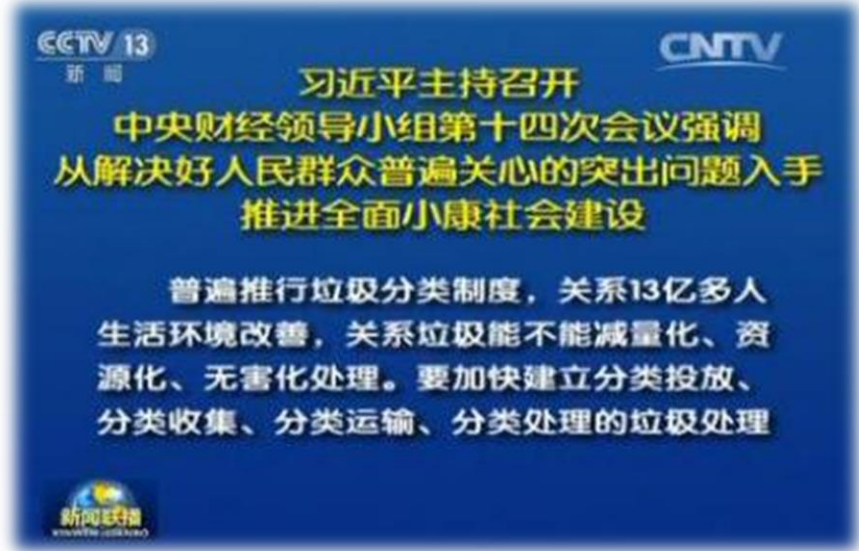 CCTV 13
新闻
CNTV
习近平主持召开
中央财经领导小组第十四次会议强调
从解决好人民群众普遍关心的突出问题入手
推进全面小康社会建设
普遍推行垃圾分类制度，关系13亿多人
生活环境改善，关系垃圾能不能减量化、资
源化、无害化处理。要加快建立分类投放、
分类收集、分类运输、分类处理的垃圾处理
新闻联播
XINWEN LIANBO